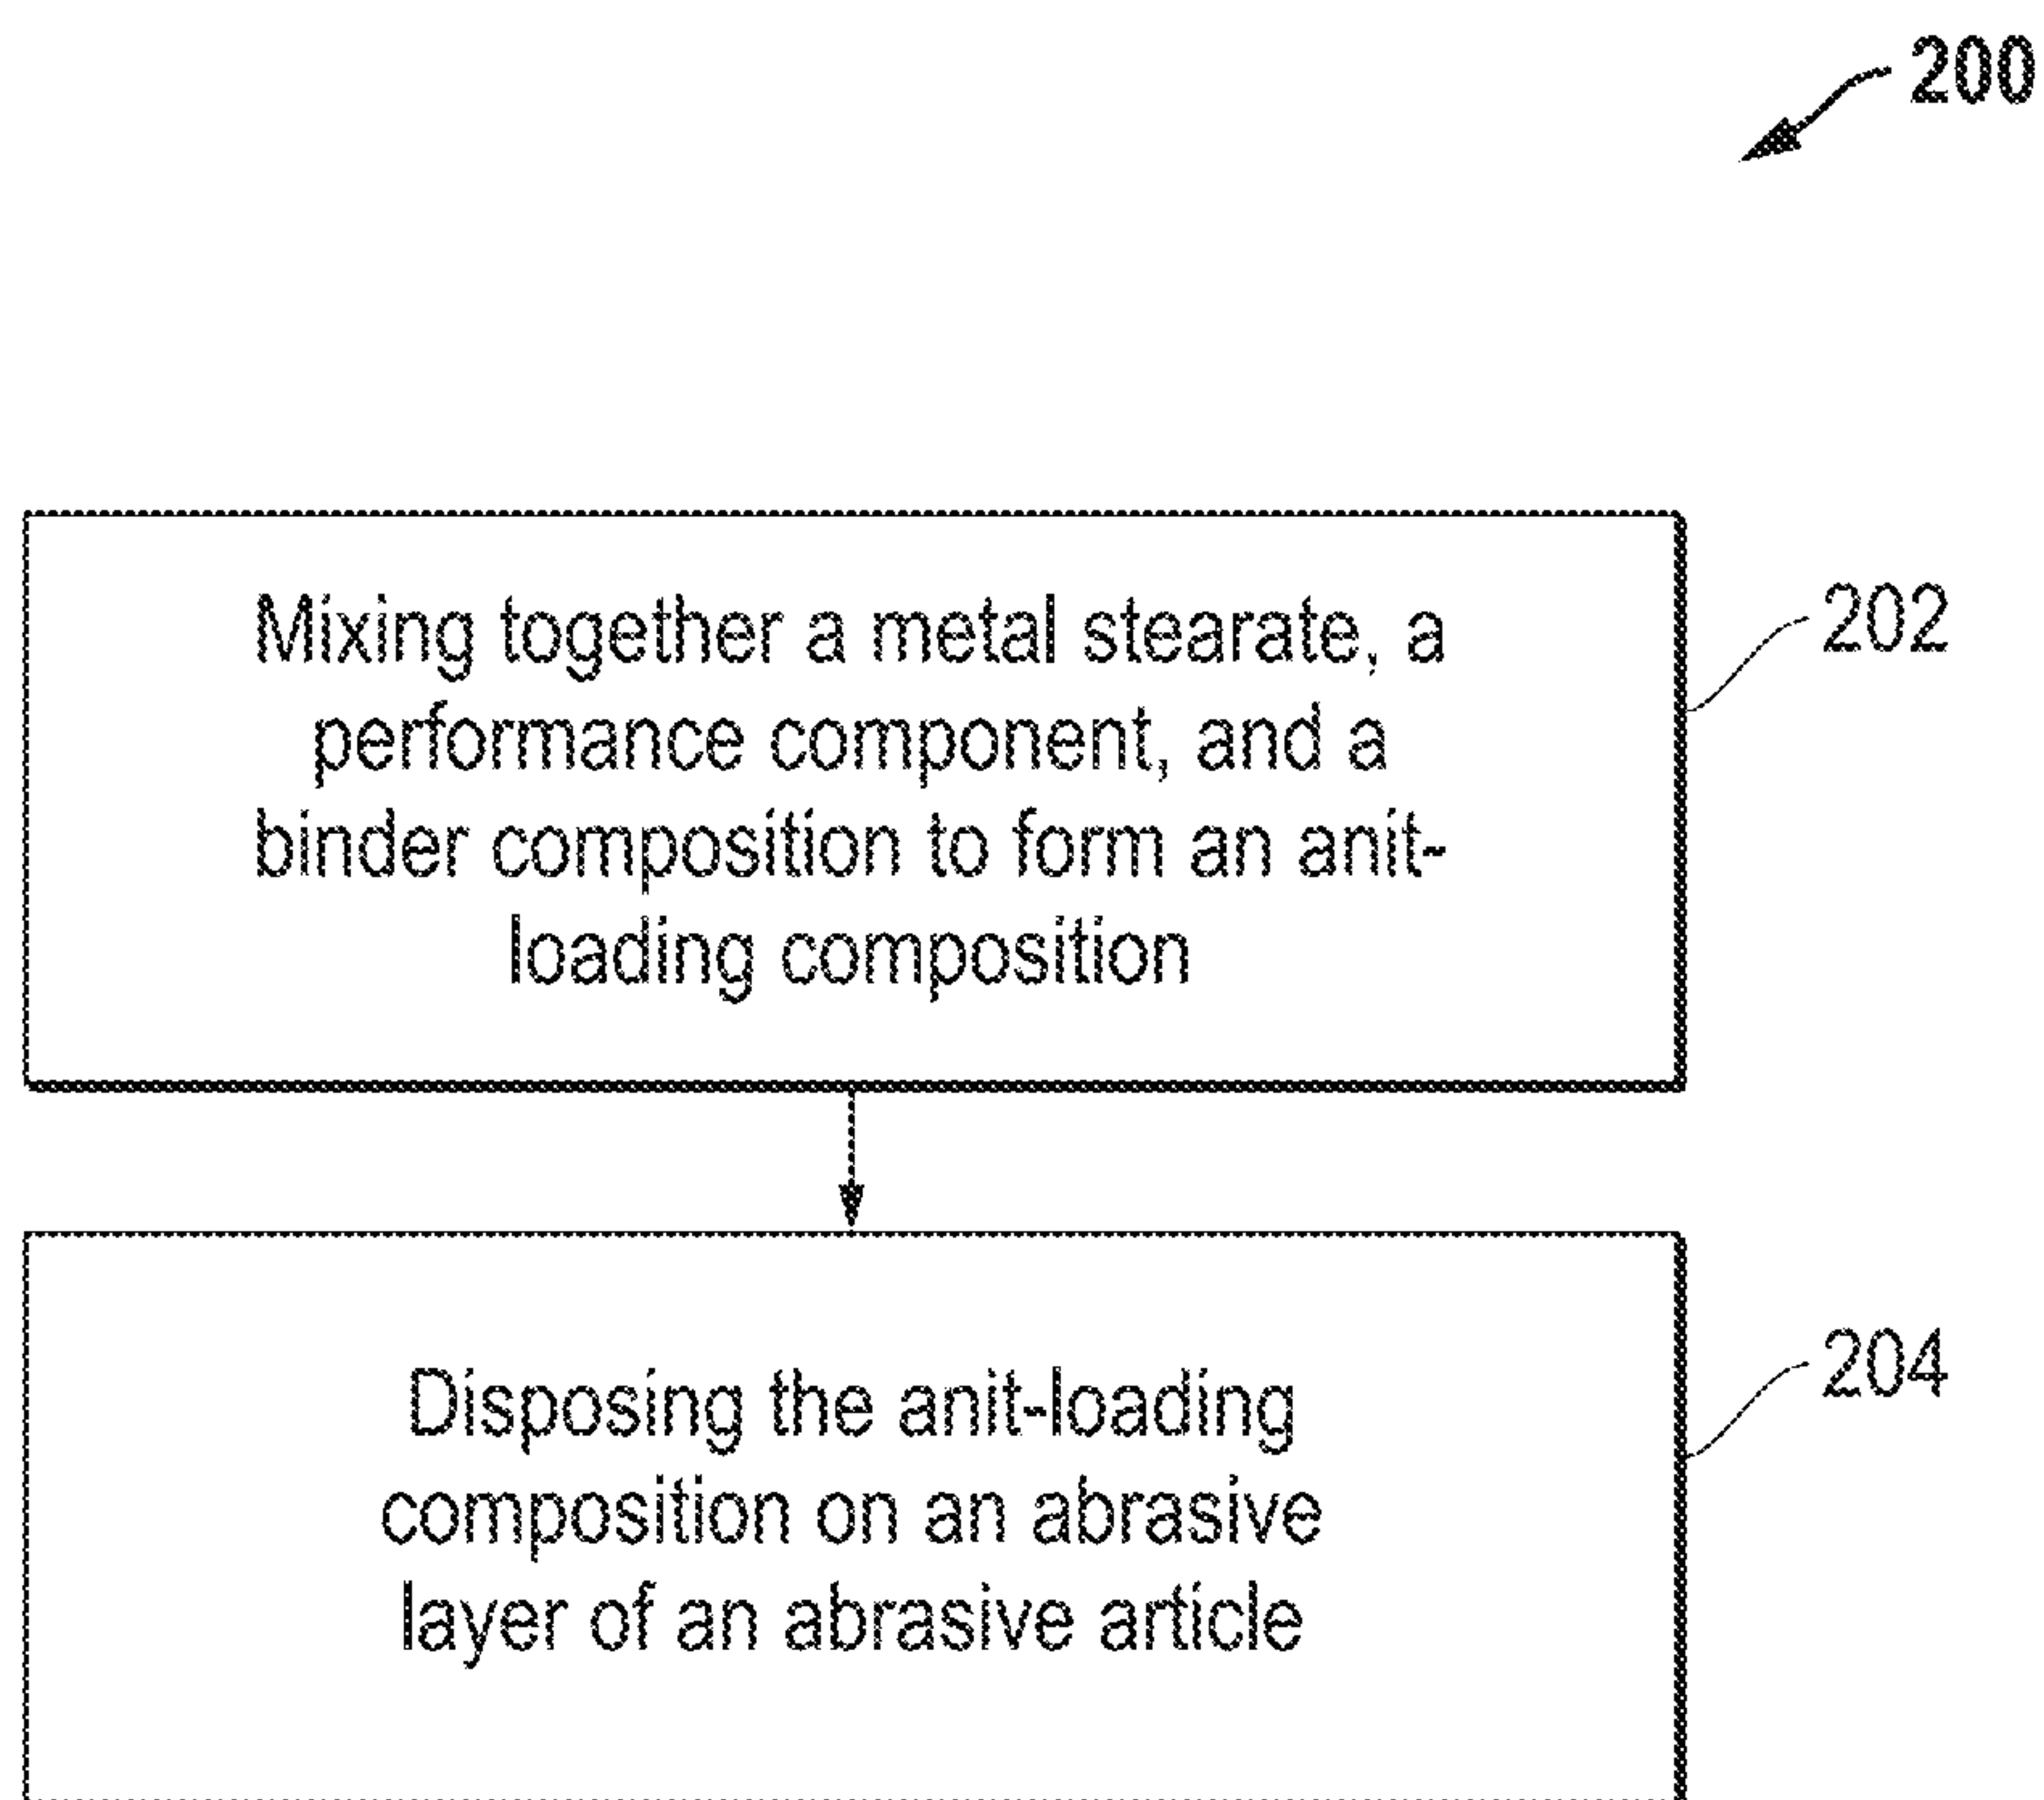 200
Mixing together a metal stearate, a
performance component, and a
binder composition to form an anit-
loading composition
202
Disposing the anit-loading
composition on an abrasive
layer of an abrasive article
204